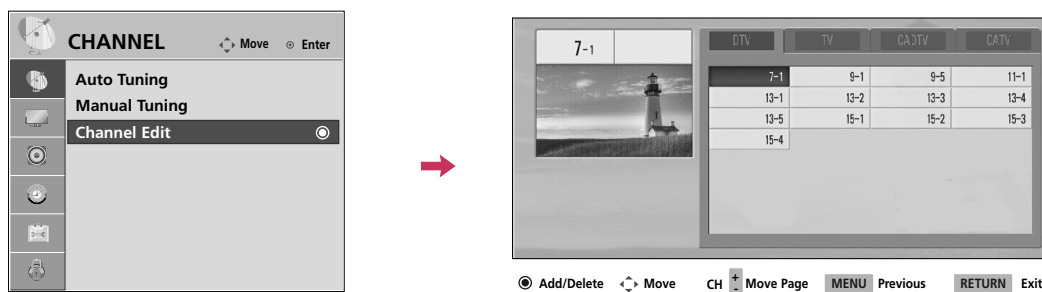 CHANNEL Move Enter
Auto Tuning
Manual Tuning
Channel Edit
7-1
DTV TV CADTV CATV
7-1 9-1 9-5 11-1
13-1 13-2 13-3 13-4
13-5 15-1 15-2 15-3
15-4
Add/Delete Move CH + - Move Page MENU Previous RETURN Exit